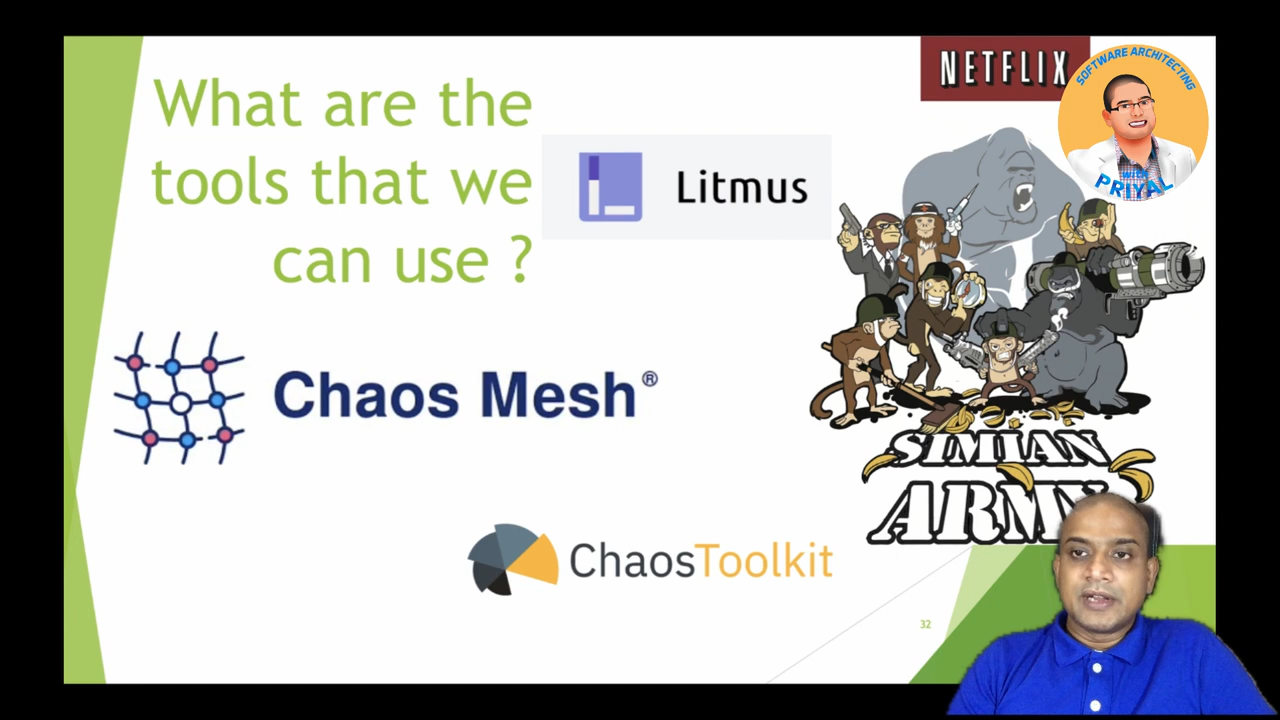 What are the
tools that we
can use ?
Litmus
NETFLIX
SOFTWARE ARCHITECTING
WITH
PRIYAL
Chaos Mesh®
SIMIAN
ARMY
ChaosToolkit
32